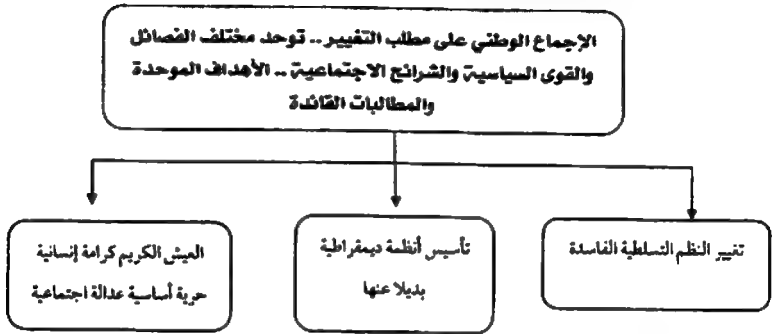 الإجماع الوطني على مطلب التغيير .. توحد مختلف الفصائل
والقوى السياسية والشرائح الاجتماعية .. الأهداف الموحدة
والمطالبات القائدة
تغيير النظم التسلطية الفاسدة
تأسيس أنظمة ديمقراطية
بديلا عنها
العيش الكريم كرامة إنسانية
حرية أساسية عدالة اجتماعية